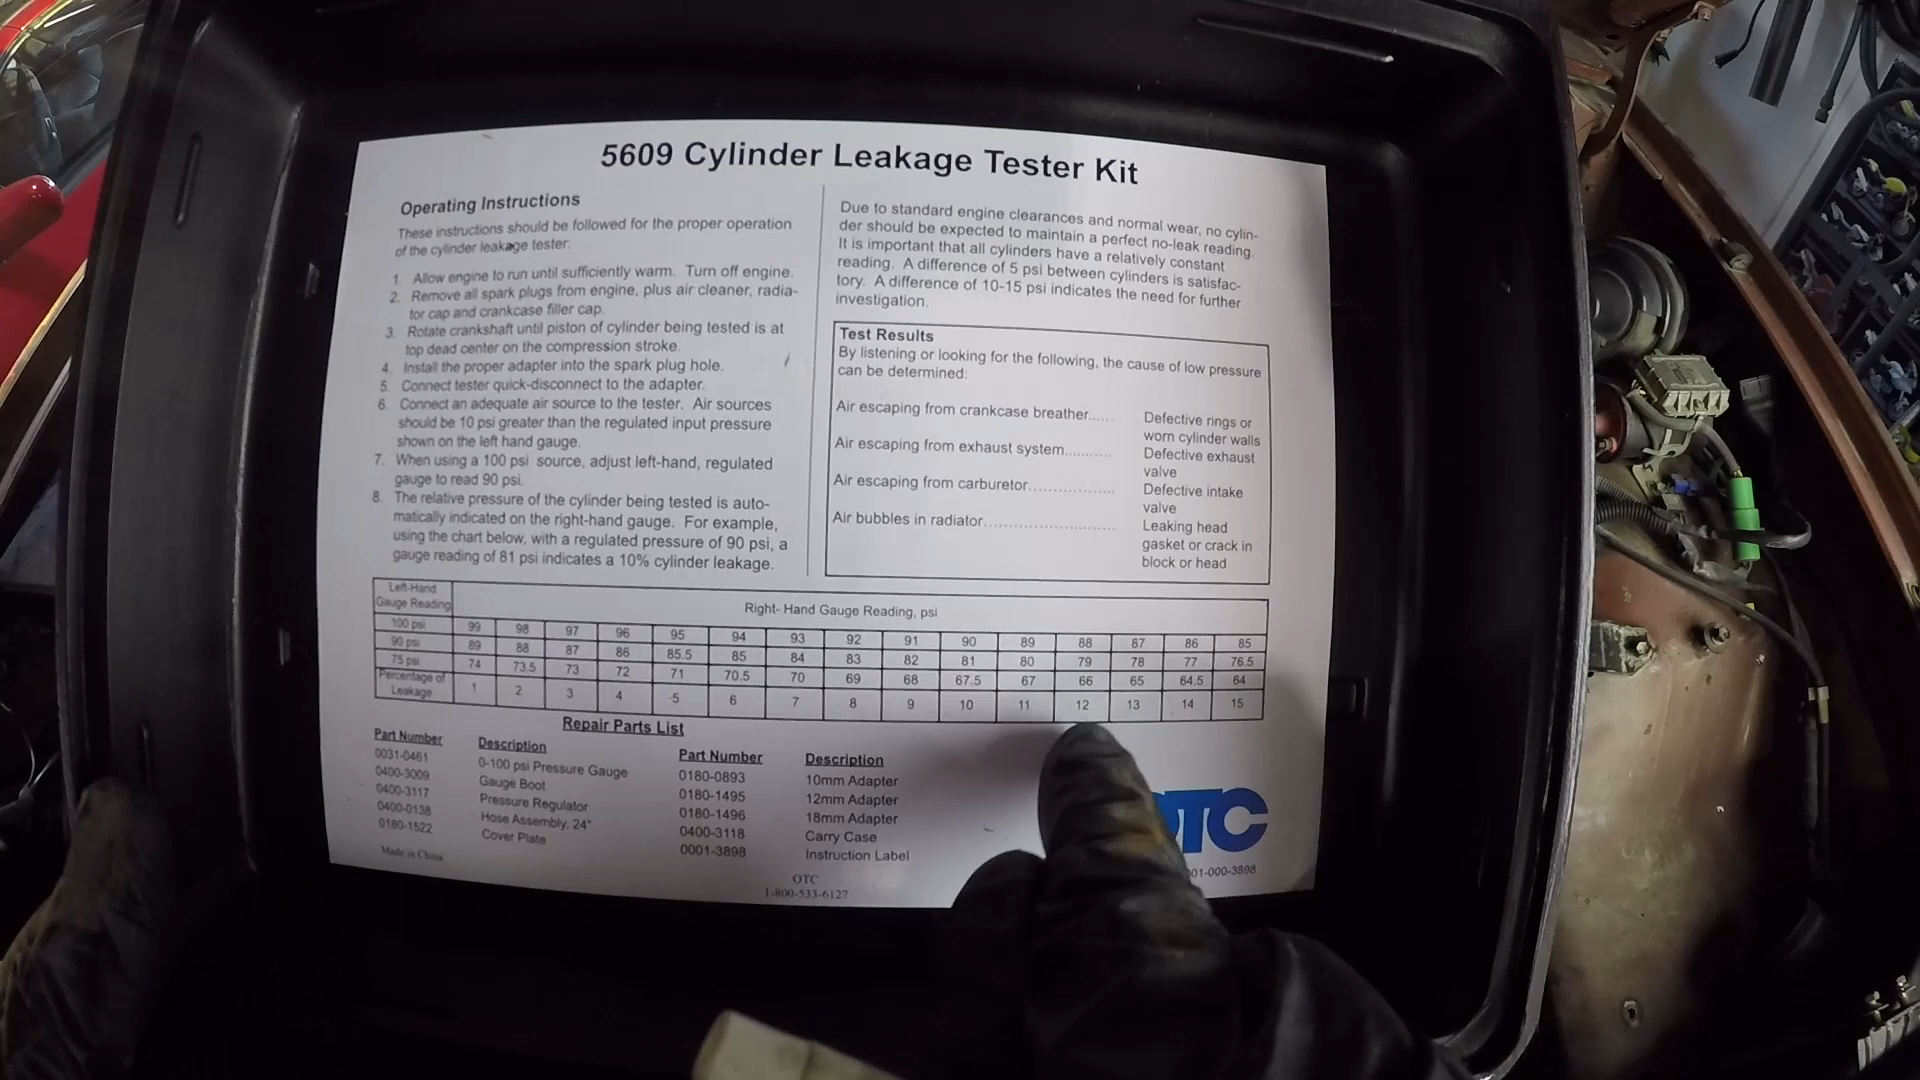 5609 Cylinder Leakage Tester Kit
Operating Instructions
These instructions should be followed for the proper operation
of the cylinder leakage tester:
1. Allow engine to run until sufficiently warm. Turn off engine.
2. Remove all spark plugs from engine, plus air cleaner, radia-
tor cap and crankcase filler cap.
3. Rotate crankshaft until piston of cylinder being tested is at
top dead center on the compression stroke.
4. Install the proper adapter into the spark plug hole.
5. Connect tester quick-disconnect to the adapter.
6. Connect an adequate air source to the tester. Air sources
should be 10 psi greater than the regulated input pressure
shown on the left hand gauge.
7. When using a 100 psi source, adjust left-hand, regulated
gauge to read 90 psi.
8. The relative pressure of the cylinder being tested is auto-
matically indicated on the right-hand gauge. For example,
using the chart below, with a regulated pressure of 90 psi, a
gauge reading of 81 psi indicates a 10% cylinder leakage.
Due to standard engine clearances and normal wear, no cylin-
der should be expected to maintain a perfect no-leak reading.
It is important that all cylinders have a relatively constant
reading. A difference of 5 psi between cylinders is satisfac-
tory. A difference of 10-15 psi indicates the need for further
investigation.
Test Results
By listening or looking for the following, the cause of low pressure
can be determined:
Air escaping from crankcase breather...... Defective rings or
worn cylinder walls
Air escaping from exhaust system........... Defective exhaust
valve
Air escaping from carburetor.................. Defective intake
valve
Air bubbles in radiator........................... Leaking head
gasket or crack in
block or head
Left-Hand
Gauge Reading
Right- Hand Gauge Reading, psi
100 psi 99 98 97 96 95 94 93 92 91 90 89 88 87 86 85
90 psi 89 88 87 86 85.5 85 84 83 82 81 80 79 78 77 76.5
75 psi 74 73.5 73 72 71 70.5 70 69 68 67.5 67 66 65 64.5 64
Percentage of
Leakage 1 2 3 4 5 6 7 8 9 10 11 12 13 14 15
Repair Parts List
Part Number Description
0031-0461 0-100 psi Pressure Gauge
0400-3009 Gauge Boot
0400-3117 Pressure Regulator
0400-0138 Hose Assembly, 24"
0180-1522 Cover Plate
Part Number Description
0180-0893 10mm Adapter
0180-1495 12mm Adapter
0180-1496 18mm Adapter
0400-3118 Carry Case
0001-3898 Instruction Label
Made in China
OTC
1-800-533-6127
OTC
001-000-3898